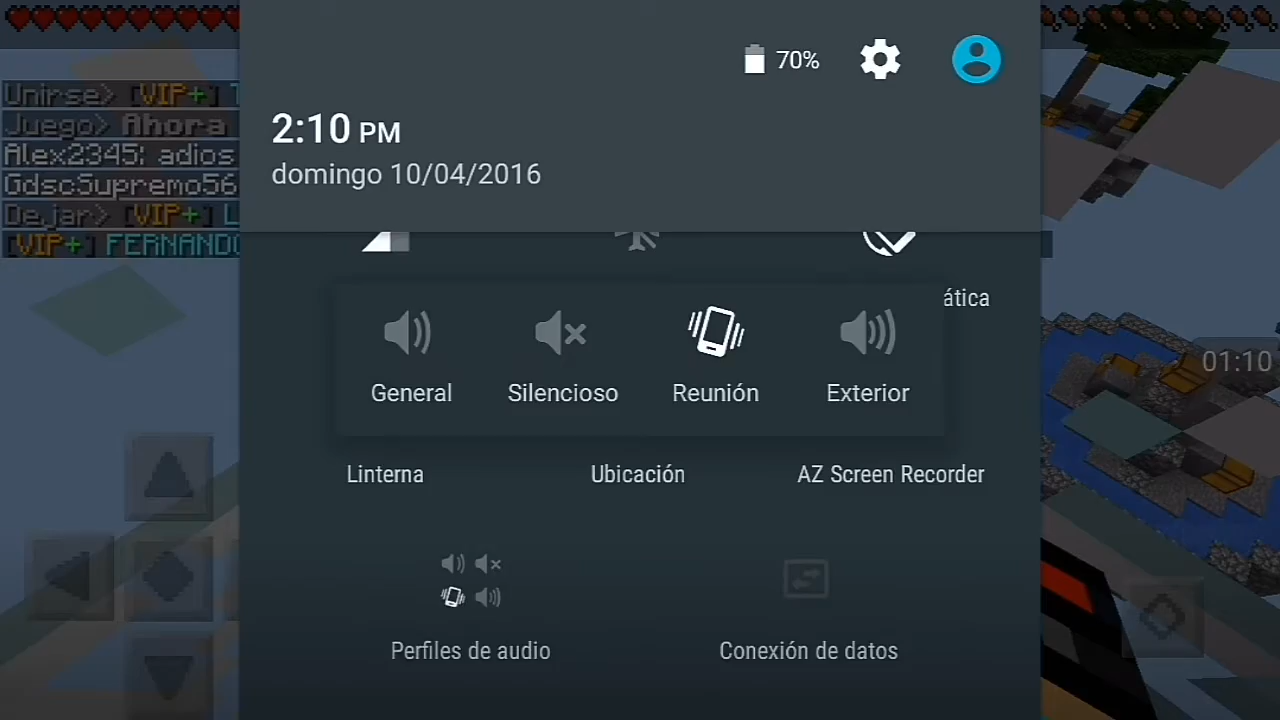 70%
2:10 PM
domingo 10/04/2016
Unirse> [VIP+]
Juego> Ahora
Alex2345: adios
GdscSupremo56
Dejar> [VIP+] L
[VIP+] FERNANDO
ática
General Silencioso Reunión Exterior
01:10
Linterna Ubicación AZ Screen Recorder
Perfiles de audio Conexión de datos